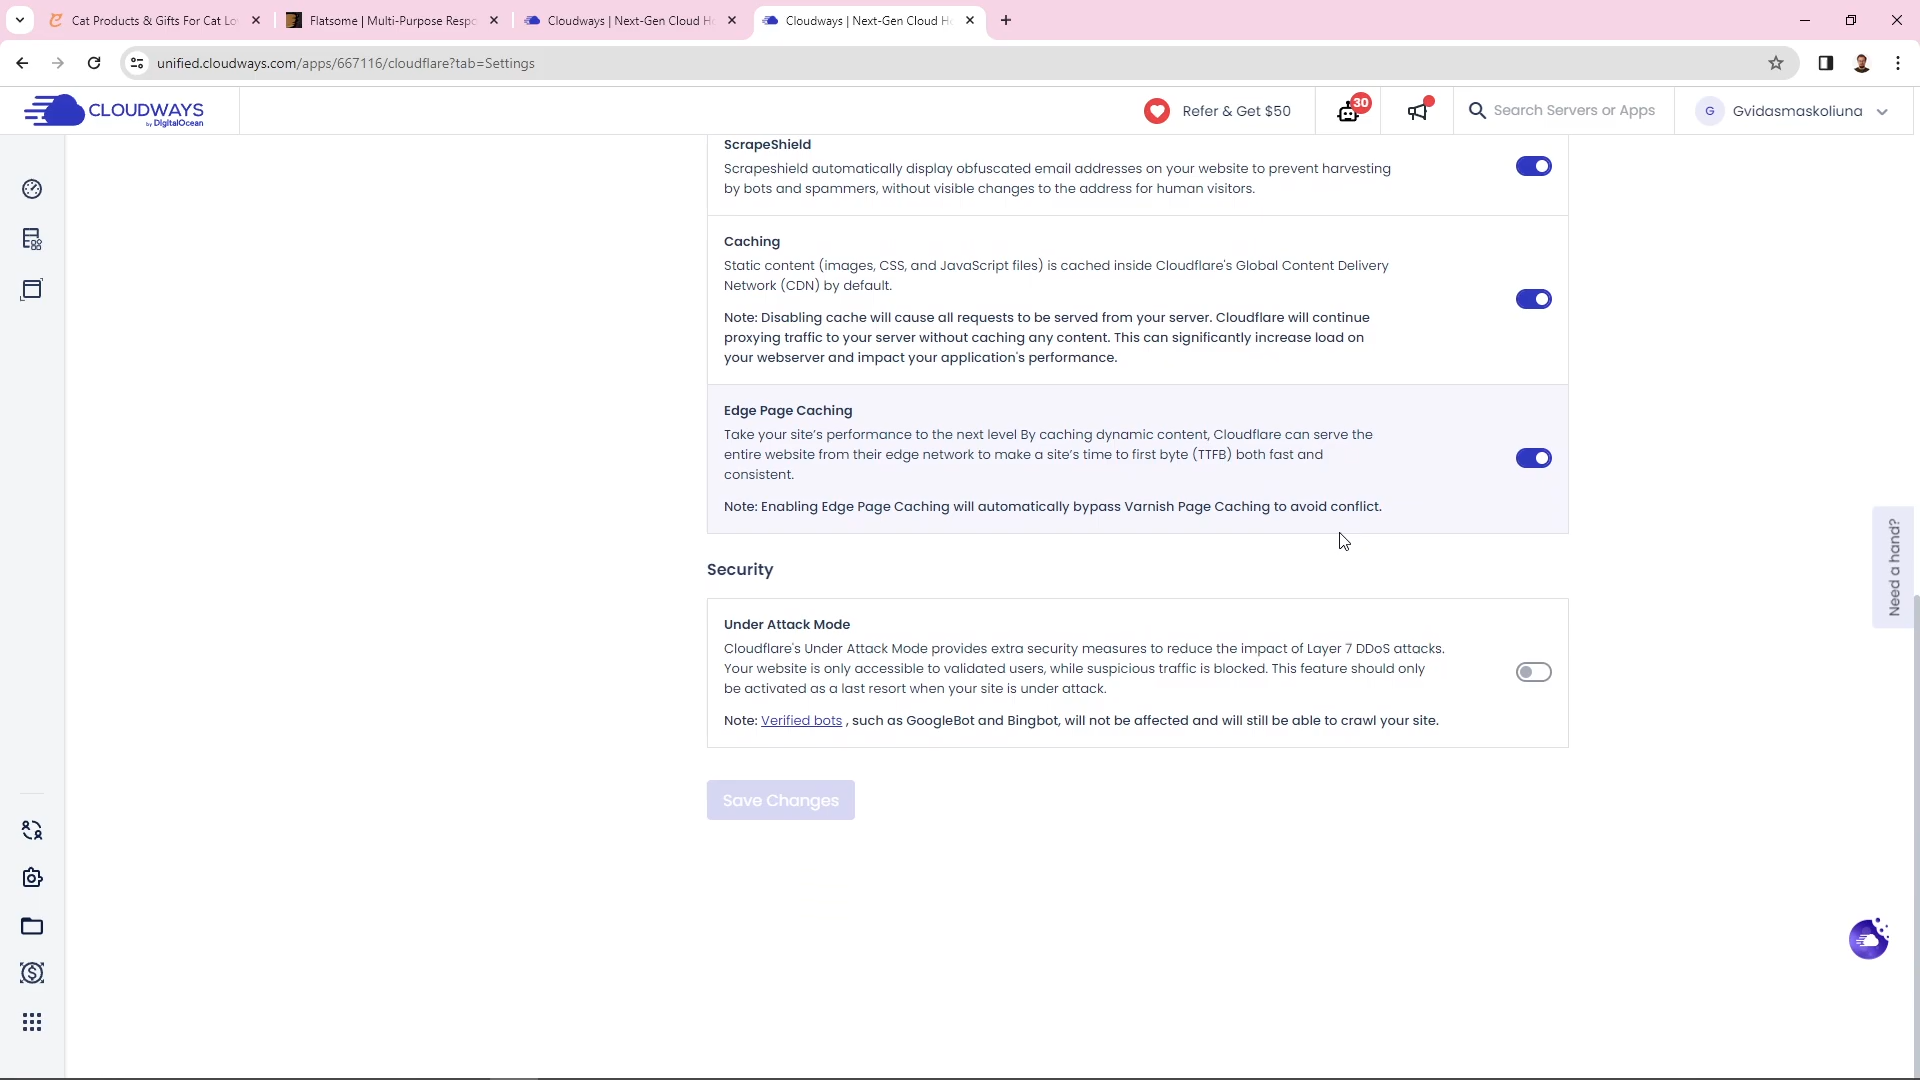 Cat Products & Gifts For Cat Lo
Flatsome | Multi-Purpose Respo
Cloudways | Next-Gen Cloud Ho
Cloudways | Next-Gen Cloud Ho
unified.cloudways.com/apps/667116/cloudflare?tab=Settings
CLOUDWAYS
by DigitalOcean
Refer & Get $50
30
Search Servers or Apps
G
Gvidasmaskoliuna
ScrapeShield
Scrapeshield automatically display obfuscated email addresses on your website to prevent harvesting
by bots and spammers, without visible changes to the address for human visitors.
Caching
Static content (images, CSS, and JavaScript files) is cached inside Cloudflare's Global Content Delivery
Network (CDN) by default.
Note: Disabling cache will cause all requests to be served from your server. Cloudflare will continue
proxying traffic to your server without caching any content. This can significantly increase load on
your webserver and impact your application's performance.
Edge Page Caching
Take your site's performance to the next level By caching dynamic content, Cloudflare can serve the
entire website from their edge network to make a site's time to first byte (TTFB) both fast and
consistent.
Note: Enabling Edge Page Caching will automatically bypass Varnish Page Caching to avoid conflict.
Need a hand?
Security
Under Attack Mode
Cloudflare's Under Attack Mode provides extra security measures to reduce the impact of Layer 7 DDoS attacks.
Your website is only accessible to validated users, while suspicious traffic is blocked. This feature should only
be activated as a last resort when your site is under attack.
Note: Verified bots , such as GoogleBot and Bingbot, will not be affected and will still be able to crawl your site.
Save Changes